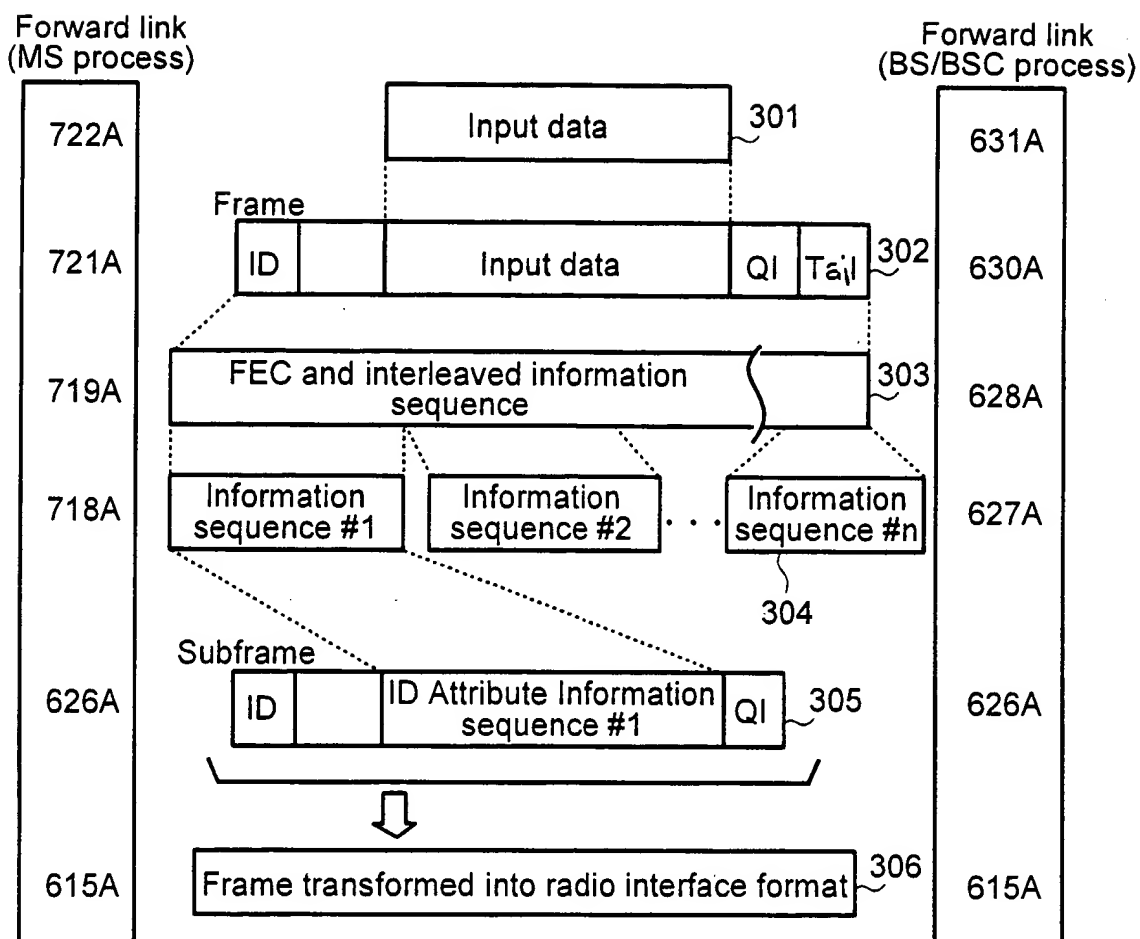 Forward link
(MS process)
Forward link
(BS/BSC process)
722A
Input data
301
631A
Frame
721A
ID
Input data
QI
Tail
302
630A
719A
FEC and interleaved information
sequence
303
628A
718A
Information
sequence #1
Information
sequence #2
. . .
Information
sequence #n
627A
304
Subframe
626A
ID
ID Attribute Information
sequence #1
QI
305
626A
615A
Frame transformed into radio interface format
306
615A